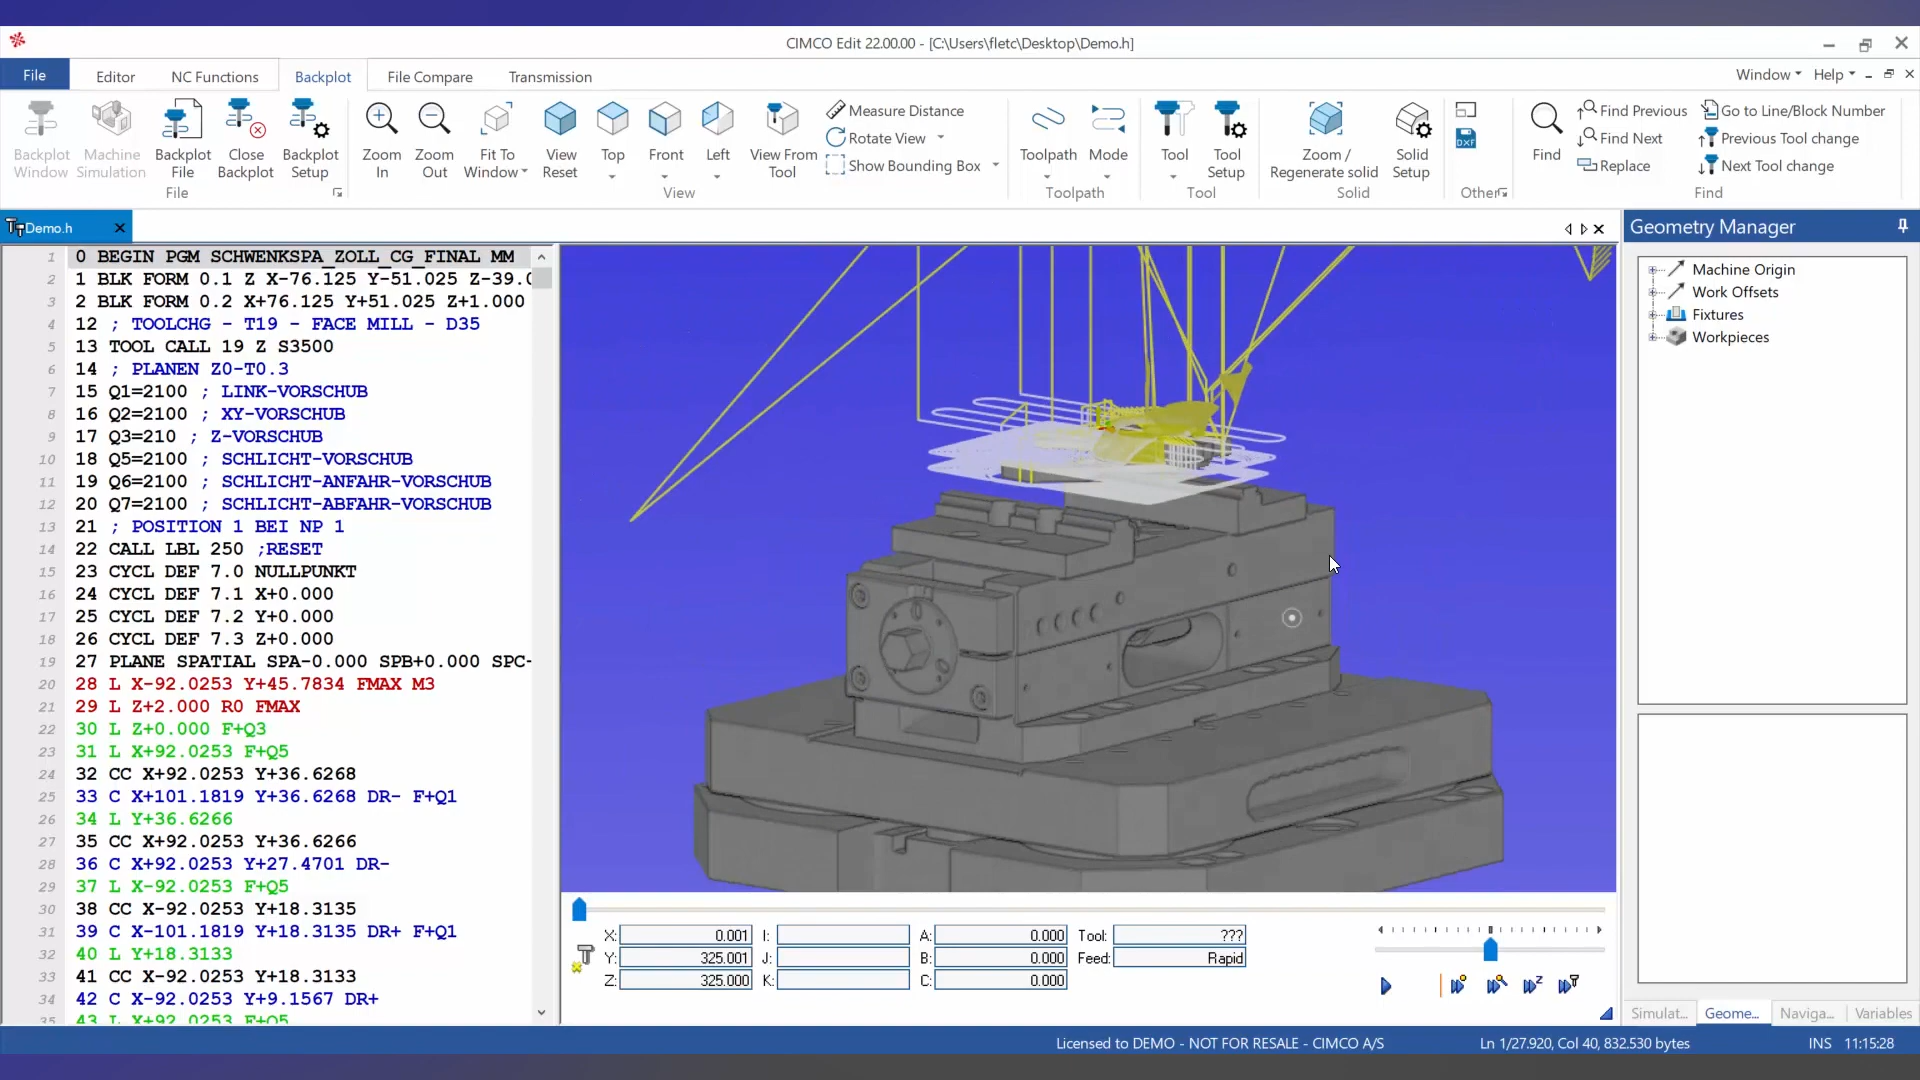 CIMCO Edit 22.00.00 - [C:\Users\fletc\Desktop\Demo.h]
File Editor NC Functions Backplot File Compare Transmission Window Help
Backplot Window
Machine Simulation
Backplot File
Close Backplot
Backplot Setup
File
Zoom In
Zoom Out
Fit To Window
View Reset
Top
Front
Left
View From Tool
Measure Distance
Rotate View
Show Bounding Box
View
Toolpath
Mode
Toolpath
Tool
Tool Setup
Tool
Zoom / Regenerate solid
Solid Setup
Solid
DXF
Other
Find
Find Previous
Find Next
Replace
Go to Line/Block Number
Previous Tool change
Next Tool change
Find
Demo.h
1 0 BEGIN PGM SCHWENKSPA_ZOLL_CG_FINAL MM
2 1 BLK FORM 0.1 Z X-76.125 Y-51.025 Z-39.0
3 2 BLK FORM 0.2 X+76.125 Y+51.025 Z+1.000
4 12 ; TOOLCHG - T19 - FACE MILL - D35
5 13 TOOL CALL 19 Z S3500
6 14 ; PLANEN Z0-T0.3
7 15 Q1=2100 ; LINK-VORSCHUB
8 16 Q2=2100 ; XY-VORSCHUB
9 17 Q3=210 ; Z-VORSCHUB
10 18 Q5=2100 ; SCHLICHT-VORSCHUB
11 19 Q6=2100 ; SCHLICHT-ANFAHR-VORSCHUB
12 20 Q7=2100 ; SCHLICHT-ABFAHR-VORSCHUB
13 21 ; POSITION 1 BEI NP 1
14 22 CALL LBL 250 ;RESET
15 23 CYCL DEF 7.0 NULLPUNKT
16 24 CYCL DEF 7.1 X+0.000
17 25 CYCL DEF 7.2 Y+0.000
18 26 CYCL DEF 7.3 Z+0.000
19 27 PLANE SPATIAL SPA-0.000 SPB+0.000 SPC-
20 28 L X-92.0253 Y+45.7834 FMAX M3
21 29 L Z+2.000 R0 FMAX
22 30 L Z+0.000 F+Q3
23 31 L X+92.0253 F+Q5
24 32 CC X+92.0253 Y+36.6268
25 33 C X+101.1819 Y+36.6268 DR- F+Q1
26 34 L Y+36.6266
27 35 CC X+92.0253 Y+36.6266
28 36 C X+92.0253 Y+27.4701 DR-
29 37 L X-92.0253 F+Q5
30 38 CC X-92.0253 Y+18.3135
31 39 C X-101.1819 Y+18.3135 DR+ F+Q1
32 40 L Y+18.3133
33 41 CC X-92.0253 Y+18.3133
34 42 C X-92.0253 Y+9.1567 DR+
35 43 L X+92.0253 F+Q5
X: 0.001 I: A: 0.000 Tool: ???
Y: 325.001 J: B: 0.000 Feed: Rapid
Z: 325.000 K: C: 0.000
Geometry Manager
Machine Origin
Work Offsets
Fixtures
Workpieces
Simulat... Geome... Naviga... Variables
Licensed to DEMO - NOT FOR RESALE - CIMCO A/S Ln 1/27.920, Col 40, 832.530 bytes INS 11:15:28